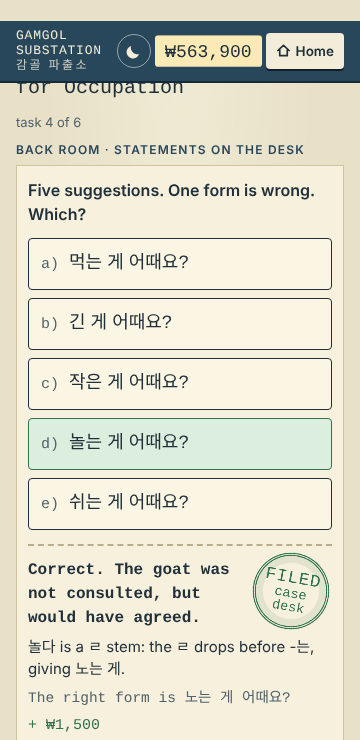 GAMGOL
SUBSTATION
감골 파출소
₩563,900
Home
for Occupation
task 4 of 6
BACK ROOM · STATEMENTS ON THE DESK
Five suggestions. One form is wrong.
Which?
a) 먹는 게 어때요?
b) 긴 게 어때요?
c) 작은 게 어때요?
d) 놀는 게 어때요?
e) 쉬는 게 어때요?
Correct. The goat was
not consulted, but
would have agreed.
FILED
case
desk
놀다 is a ㄹ stem: the ㄹ drops before -는,
giving 노는 게.
The right form is 노는 게 어때요?
+ ₩1,500